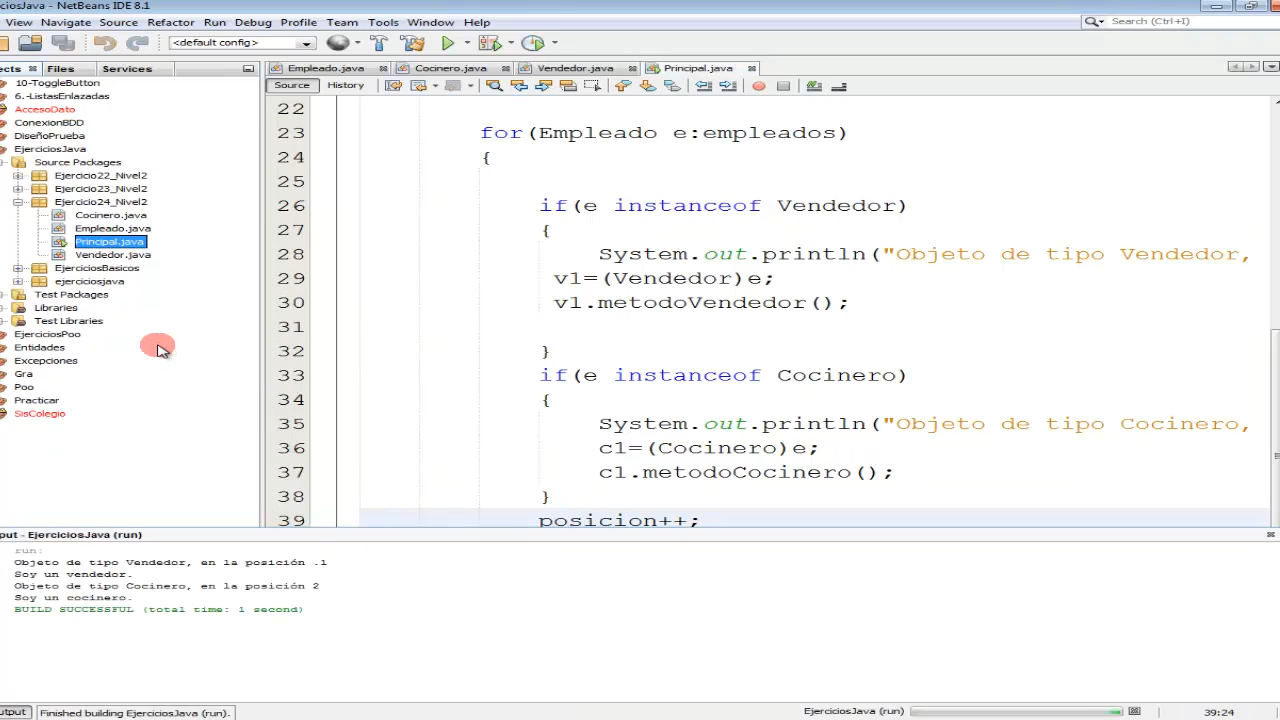 ciosJava - NetBeans IDE 8.1
View Navigate Source Refactor Run Debug Profile Team Tools Window Help
Search (Ctrl+I)
<default config>
ects Files Services
Empleado.java Cocinero.java Vendedor.java Principal.java
Source History
10-ToggleButton
6.-ListasEnlazadas
AccesoDato
ConexionBDD
DiseñoPrueba
EjerciciosJava
Source Packages
Ejercicio22_Nivel2
Ejercicio23_Nivel2
Ejercicio24_Nivel2
Cocinero.java
Empleado.java
Principal.java
Vendedor.java
EjerciciosBasicos
ejerciciosjava
Test Packages
Libraries
Test Libraries
EjerciciosPoo
Entidades
Excepciones
Gra
Poo
Practicar
SisColegio
22
23 for(Empleado e:empleados)
24 {
25
26 if(e instanceof Vendedor)
27 {
28 System.out.println("Objeto de tipo Vendedor,
29 v1=(Vendedor)e;
30 v1.metodoVendedor();
31
32 }
33 if(e instanceof Cocinero)
34 {
35 System.out.println("Objeto de tipo Cocinero,
36 c1=(Cocinero)e;
37 c1.metodoCocinero();
38 }
39 posicion++;
put - EjerciciosJava (run)
run:
Objeto de tipo Vendedor, en la posición .1
Soy un vendedor.
Objeto de tipo Cocinero, en la posición 2
Soy un cocinero.
BUILD SUCCESSFUL (total time: 1 second)
utput Finished building EjerciciosJava (run). EjerciciosJava (run) 39:24